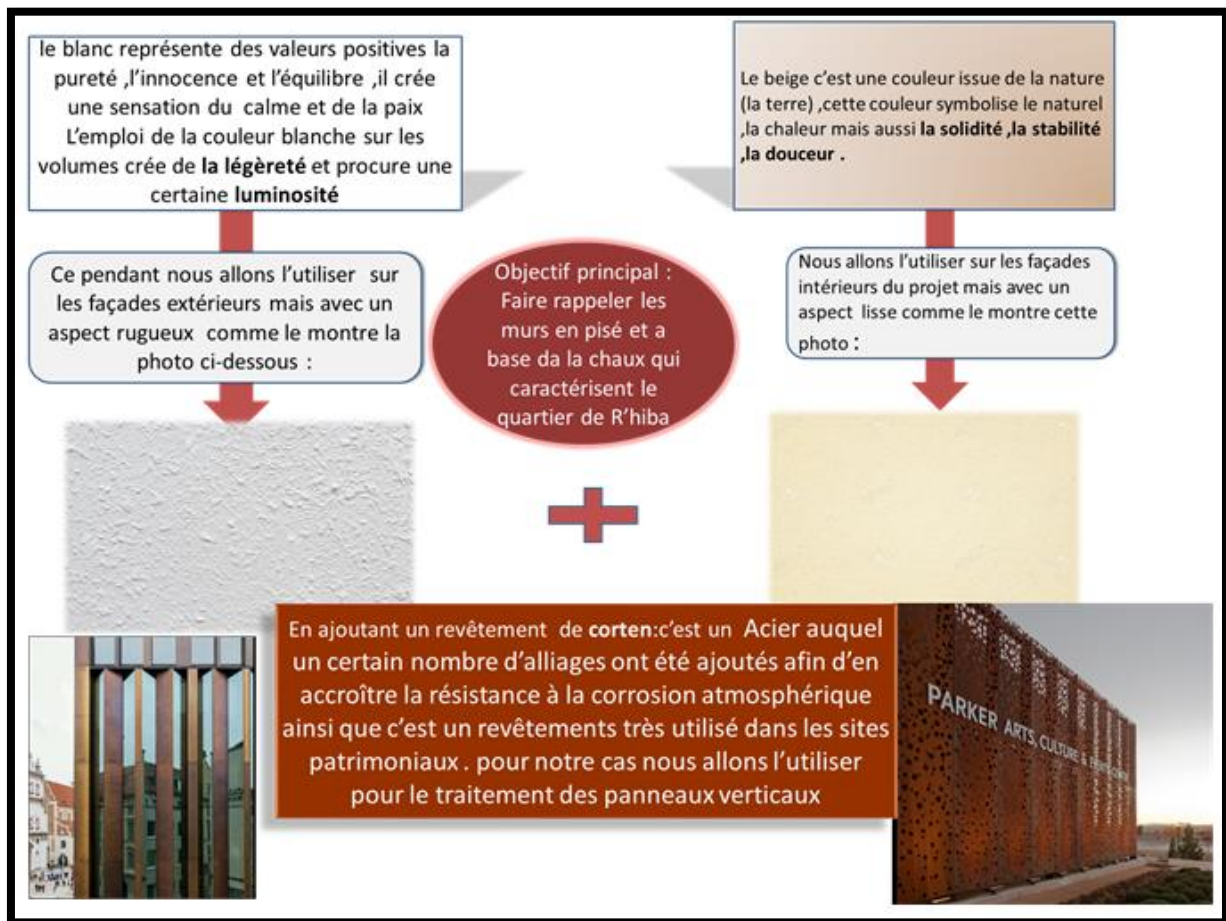 le blanc représente des valeurs positives la
pureté ,l'innocence et l'équilibre ,il crée
une sensation du calme et de la paix
L'emploi de la couleur blanche sur les
volumes crée de la légèreté et procure une
certaine luminosité
Le beige c'est une couleur issue de la nature
(la terre) ,cette couleur symbolise le naturel
,la chaleur mais aussi la solidité ,la stabilité
,la douceur .
Ce pendant nous allons l'utiliser sur
les façades extérieurs mais avec un
aspect rugueux comme le montre la
photo ci-dessous :
Objectif principal :
Faire rappeler les
murs en pisé et a
base da la chaux qui
caractérisent le
quartier de R'hiba
Nous allons l'utiliser sur les façades
intérieurs du projet mais avec un
aspect lisse comme le montre cette
photo :
En ajoutant un revêtement de corten:c'est un Acier auquel
un certain nombre d'alliages ont été ajoutés afin d'en
accroître la résistance à la corrosion atmosphérique
ainsi que c'est un revêtements très utilisé dans les sites
patrimoniaux . pour notre cas nous allons l'utiliser
pour le traitement des panneaux verticaux
PARKER ARTS, CULTURE &